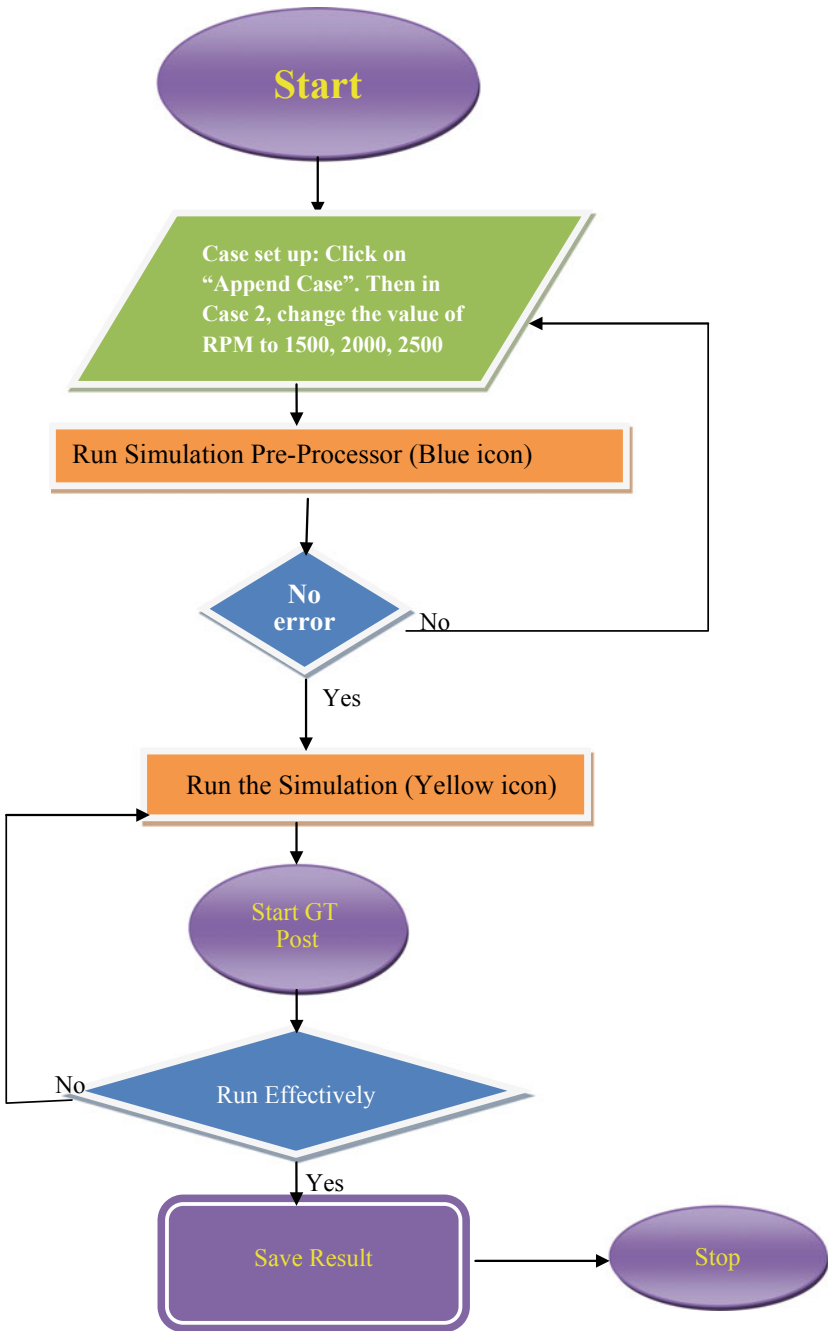 Start
Case set up: Click on
“Append Case”. Then in
Case 2, change the value of
RPM to 1500, 2000, 2500
Run Simulation Pre-Processor (Blue icon)
No
error
No
Yes
Run the Simulation (Yellow icon)
Start GT
Post
No
Run Effectively
Yes
Save Result
Stop